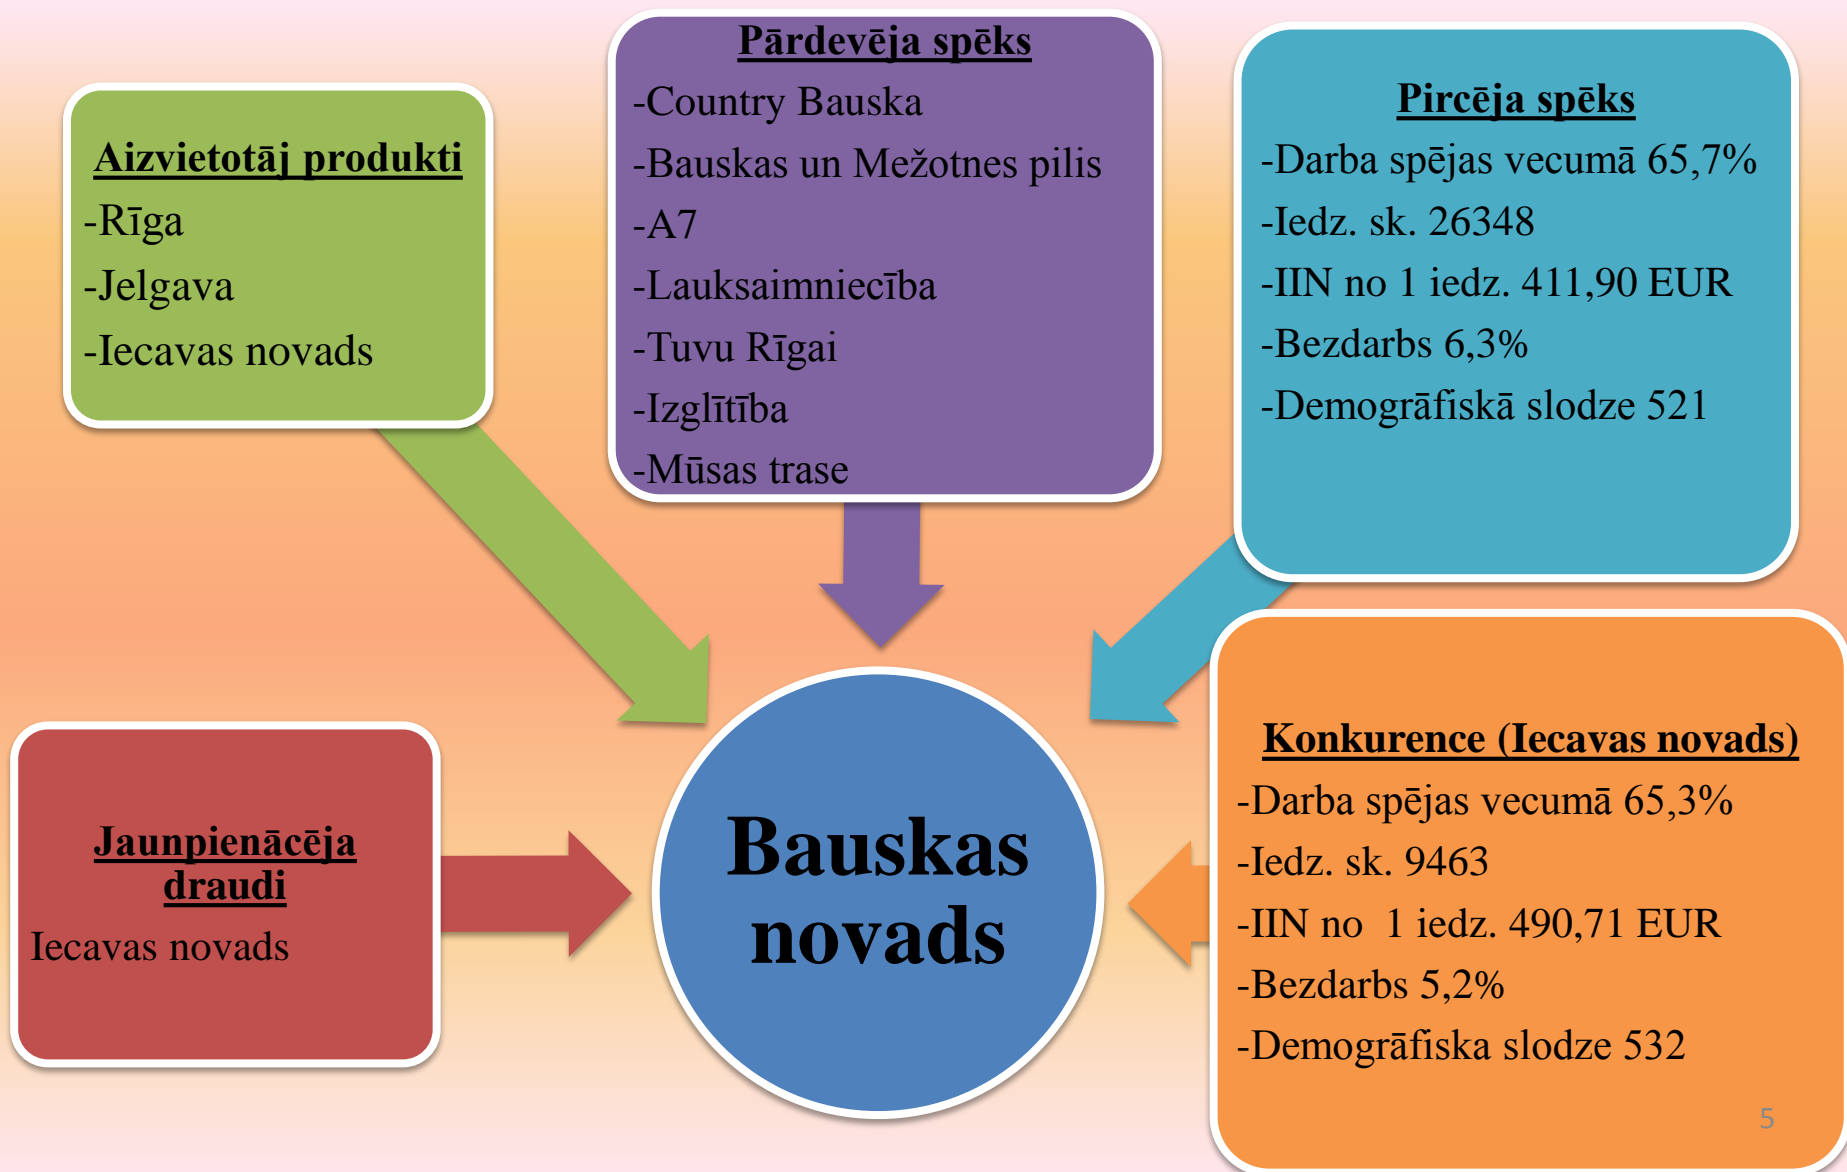 Aizvietotāj produkti
-Rīga
-Jelgava
-Iecavas novads
Pārdevēja spēks
-Country Bauska
-Bauskas un Mežotnes pilis
-A7
-Lauksaimniecība
-Tuvu Rīgai
-Izglītība
-Mūsas trase
Pircēja spēks
-Darba spējas vecumā 65,7%
-Iedz. sk. 26348
-IIN no 1 iedz. 411,90 EUR
-Bezdarbs 6,3%
-Demogrāfiskā slodze 521
Jaunpienācēja
draudi
Iecavas novads
Bauskas
novads
Konkurence (Iecavas novads)
-Darba spējas vecumā 65,3%
-Iedz. sk. 9463
-IIN no  1 iedz. 490,71 EUR
-Bezdarbs 5,2%
-Demogrāfiska slodze 532
5